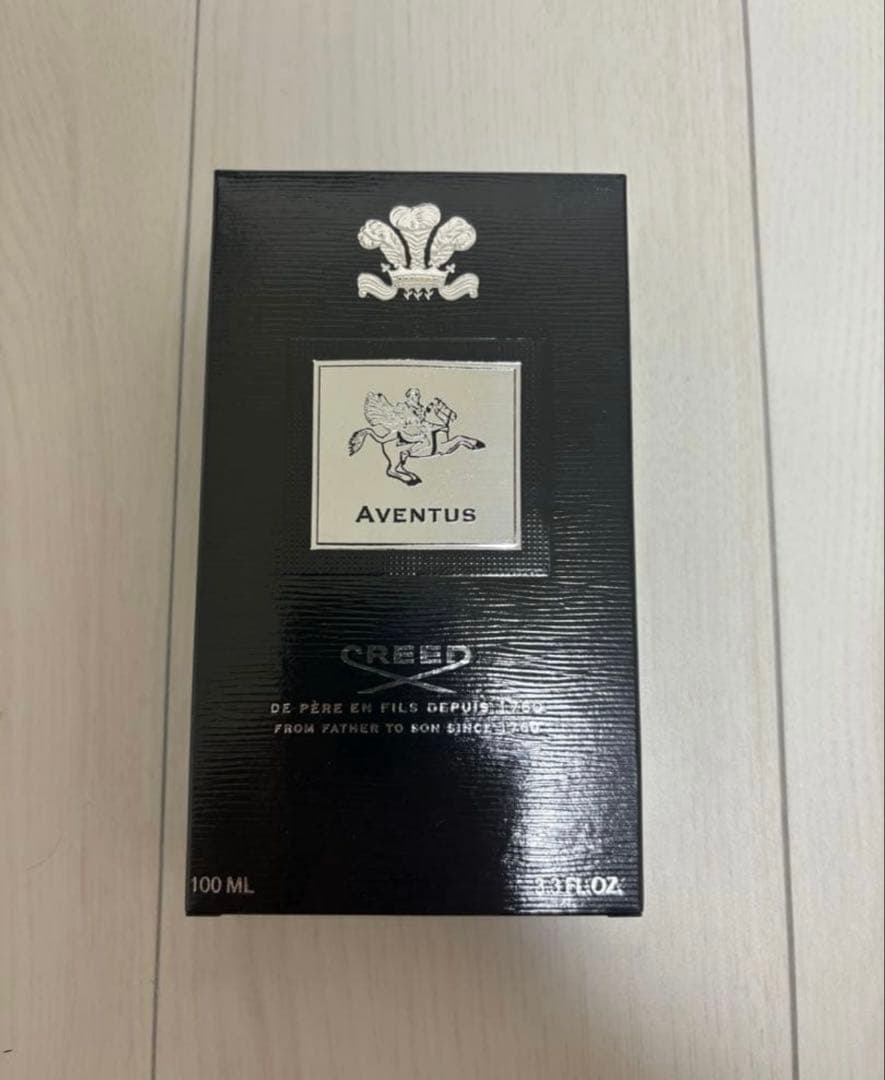 AVENTUS
CREED
DE PÈRE EN FILS DEPUIS 1760
FROM FATHER TO SON SINCE 1760
100 ML
3.3 FL.OZ.